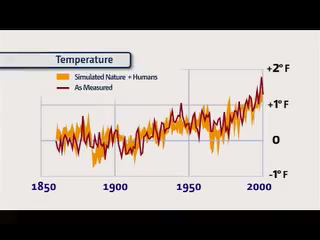 Temperature
Simulated Nature + Humans
As Measured
+2° F
+1° F
0
-1° F
1850 1900 1950 2000